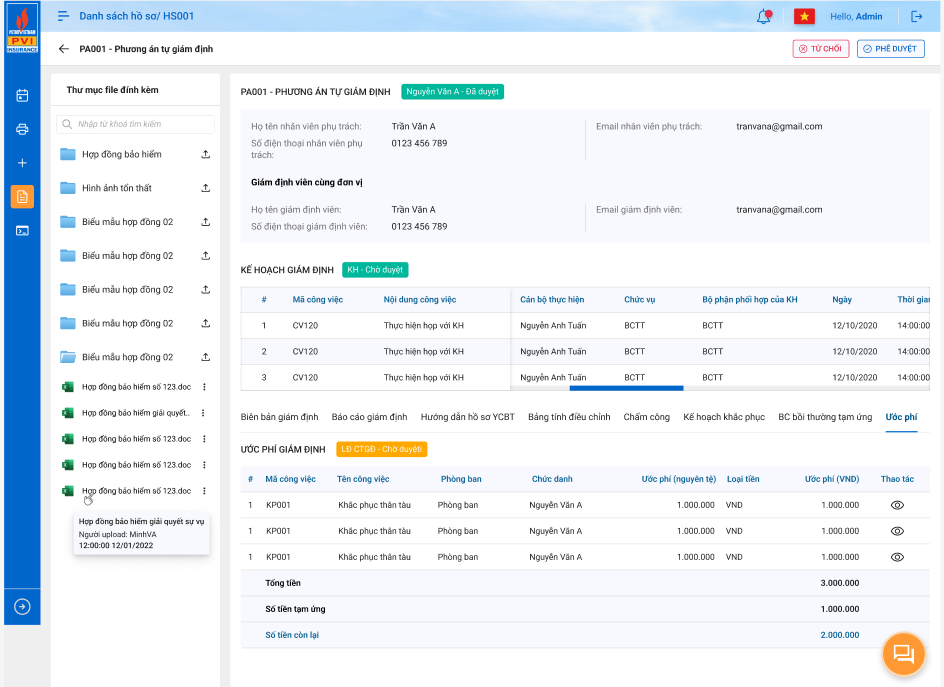 PETROVIETNAM
PVI
INSURANCE
Danh sách hồ sơ/ HS001
Hello, Admin
PA001 - Phương án tự giám định
TỪ CHỐI
PHÊ DUYỆT
Thư mục file đính kèm
Nhập từ khoá tìm kiếm
Hợp đồng bảo hiểm
Hình ảnh tổn thất
Biểu mẫu hợp đồng 02
Biểu mẫu hợp đồng 02
Biểu mẫu hợp đồng 02
Biểu mẫu hợp đồng 02
Biểu mẫu hợp đồng 02
Hợp đồng bảo hiểm số 123.doc
Hợp đồng bảo hiểm giải quyết..
Hợp đồng bảo hiểm số 123.doc
Hợp đồng bảo hiểm số 123.doc
Hợp đồng bảo hiểm số 123.doc
Hợp đồng bảo hiểm giải quyết sự vụ
Người upload: MinhVA
12:00:00 12/01/2022
PA001 - PHƯƠNG ÁN TỰ GIÁM ĐỊNH Nguyễn Văn A - Đã duyệt
Họ tên nhân viên phụ trách: Trần Văn A Email nhân viên phụ trách: tranvana@gmail.com
Số điện thoại nhân viên phụ 0123 456 789
trách:
Giám định viên cùng đơn vị
Họ tên giám định viên: Trần Văn A Email giám định viên: tranvana@gmail.com
Số điện thoại giám định viên: 0123 456 789
KẾ HOẠCH GIÁM ĐỊNH KH - Chờ duyệt
# Mã công việc Nội dung công việc Cán bộ thực hiện Chức vụ Bộ phận phối hợp của KH Ngày Thời gian
1 CV120 Thực hiện họp với KH Nguyễn Anh Tuấn BCTT BCTT 12/10/2020 14:00:00
2 CV120 Thực hiện họp với KH Nguyễn Anh Tuấn BCTT BCTT 12/10/2020 14:00:00
3 CV120 Thực hiện họp với KH Nguyễn Anh Tuấn BCTT BCTT 12/10/2020 14:00:00
Biên bản giám định Báo cáo giám định Hướng dẫn hồ sơ YCBT Bảng tính điều chỉnh Chấm công Kế hoạch khắc phục BC bồi thường tạm ứng Ước phí
ƯỚC PHÍ GIÁM ĐỊNH LĐ CTGĐ - Chờ duyệti
# Mã công việc Tên công việc Phòng ban Chức danh Ước phí (nguyên tệ) Loại tiền Ước phí (VND) Thao tác
1 KP001 Khắc phục thân tàu Phòng ban Nguyễn Văn A 1.000.000 VND 1.000.000
1 KP001 Khắc phục thân tàu Phòng ban Nguyễn Văn A 1.000.000 VND 1.000.000
1 KP001 Khắc phục thân tàu Phòng ban Nguyễn Văn A 1.000.000 VND 1.000.000
Tổng tiền 3.000.000
Số tiền tạm ứng 1.000.000
Số tiền còn lại 2.000.000